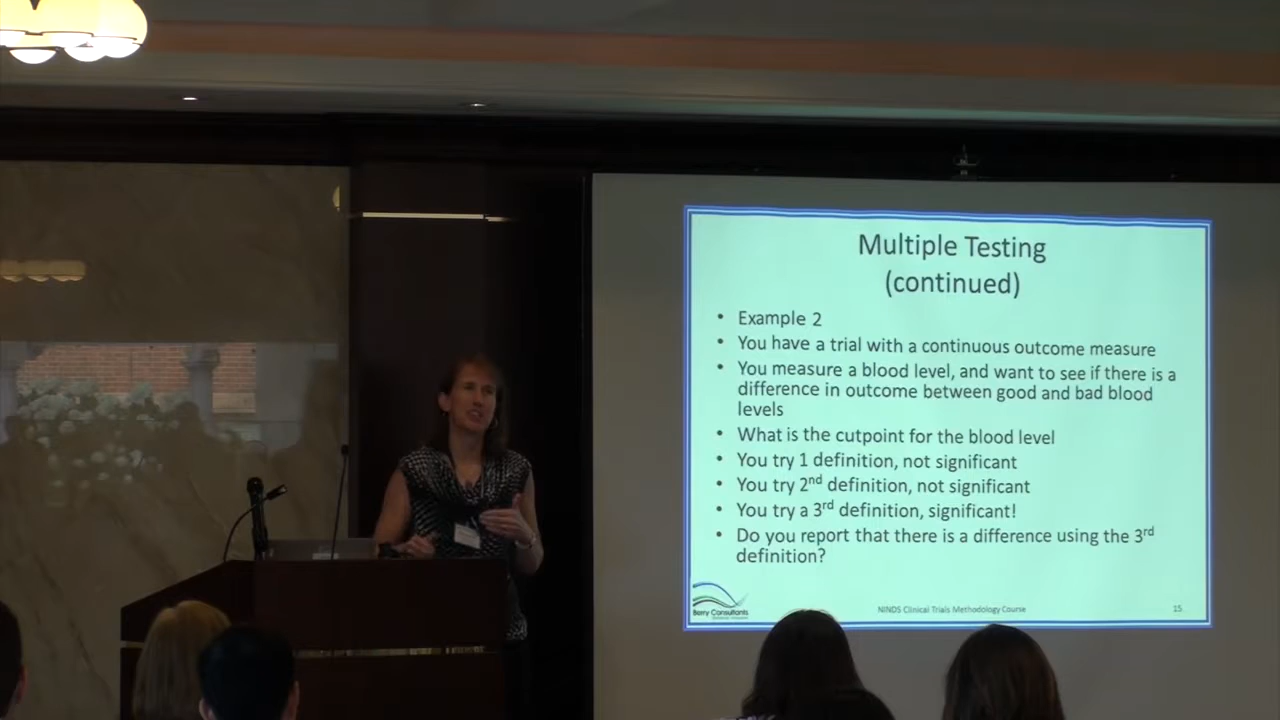 Multiple Testing
(continued)
• Example 2
• You have a trial with a continuous outcome measure
• You measure a blood level, and want to see if there is a
difference in outcome between good and bad blood
levels
• What is the cutpoint for the blood level
• You try 1 definition, not significant
• You try 2nd definition, not significant
• You try a 3rd definition, significant!
• Do you report that there is a difference using the 3rd
definition?
Berry Consultants
NINDS Clinical Trials Methodology Course
15